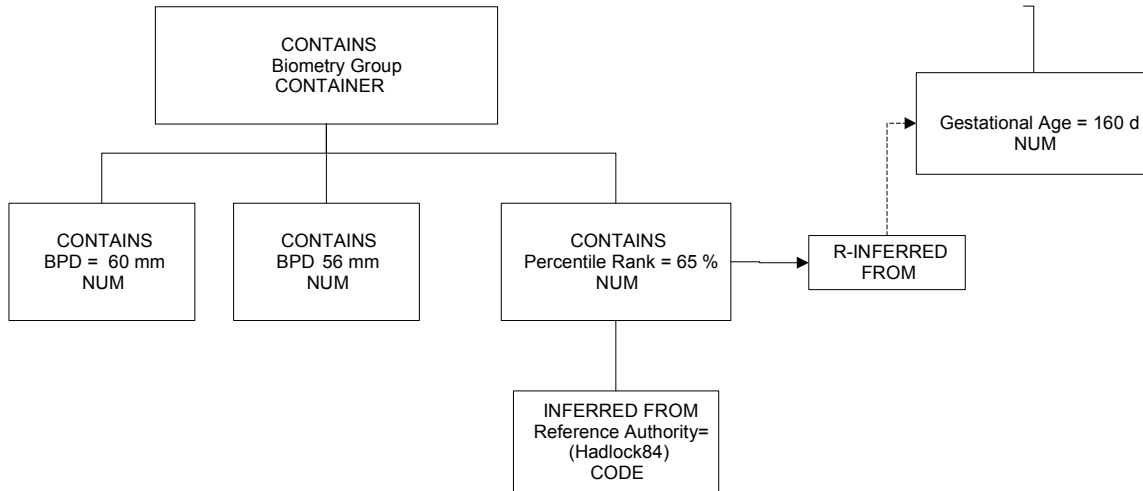 CONTAINS
Biometry Group
CONTAINER
Gestational Age = 160 d
NUM
CONTAINS
BPD = 60 mm
NUM
CONTAINS
BPD 56 mm
NUM
CONTAINS
Percentile Rank = 65 %
NUM
R-INFERRED
FROM
INFERRED FROM
Reference Authority=
(Hadlock84)
CODE